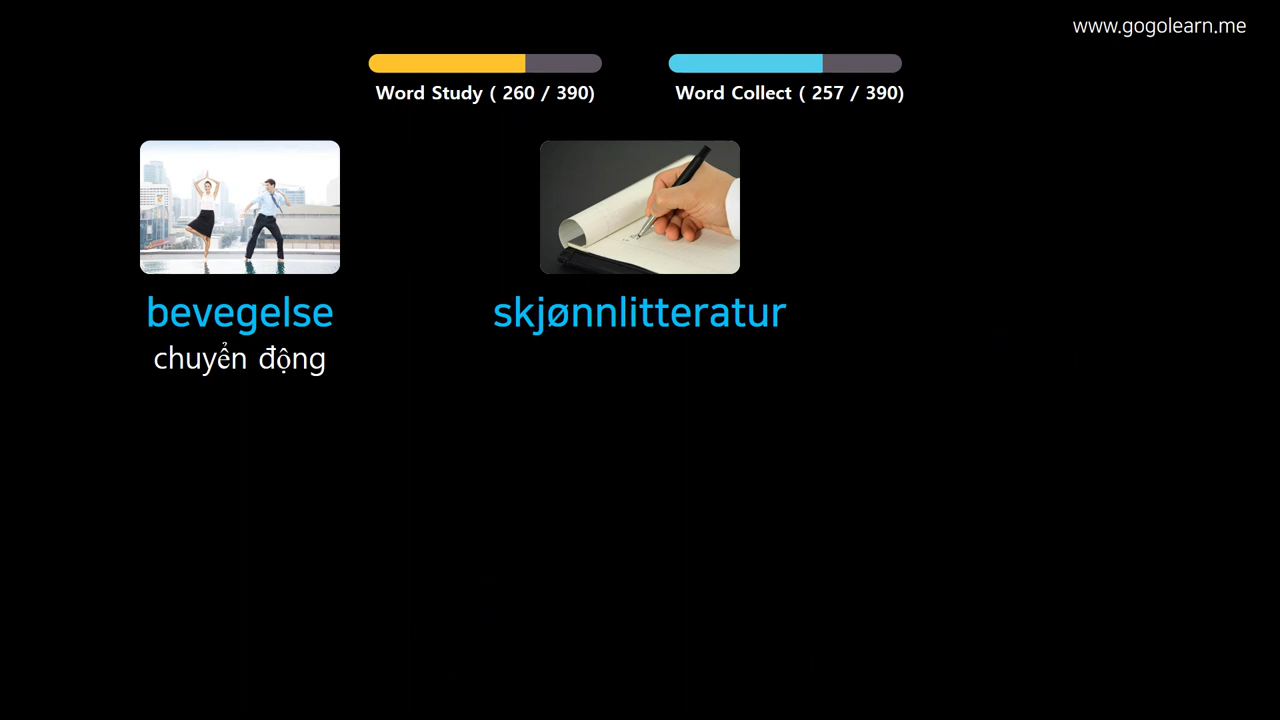 www.gogolearn.me
Word Study ( 260 / 390)
Word Collect ( 257 / 390)
bevegelse
chuyển động
skjønnlitteratur